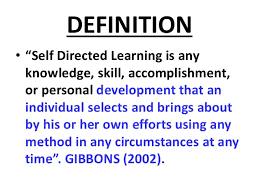 DEFINITION
• “Self Directed Learning is any
knowledge, skill, accomplishment,
or personal development that an
individual selects and brings about
by his or her own efforts using any
method in any circumstances at any
time”. GIBBONS (2002).